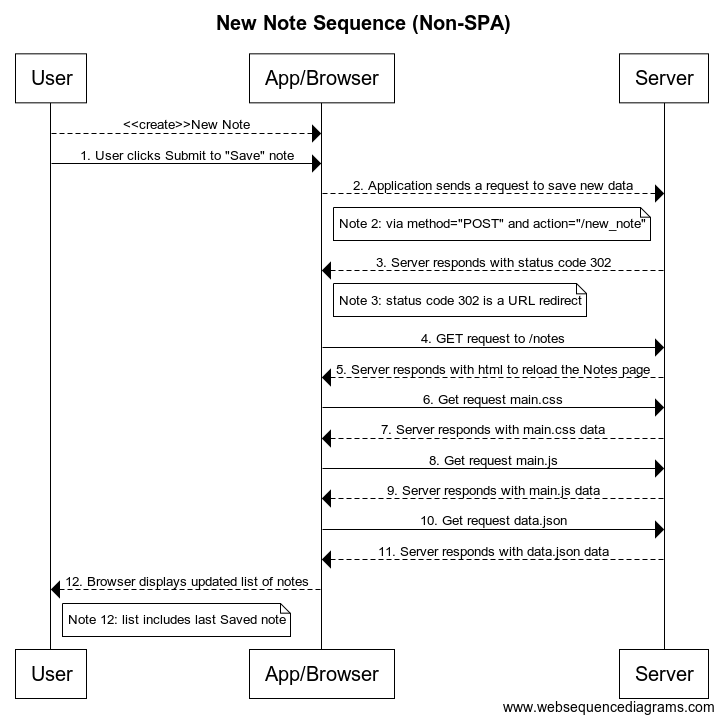 New Note Sequence (Non-SPA)
User App/Browser Server
<<create>>New Note
1. User clicks Submit to "Save" note
2. Application sends a request to save new data
Note 2: via method="POST" and action="/new_note"
3. Server responds with status code 302
Note 3: status code 302 is a URL redirect
4. GET request to /notes
5. Server responds with html to reload the Notes page
6. Get request main.css
7. Server responds with main.css data
8. Get request main.js
9. Server responds with main.js data
10. Get request data.json
11. Server responds with data.json data
12. Browser displays updated list of notes
Note 12: list includes last Saved note
User App/Browser Server
www.websequencediagrams.com